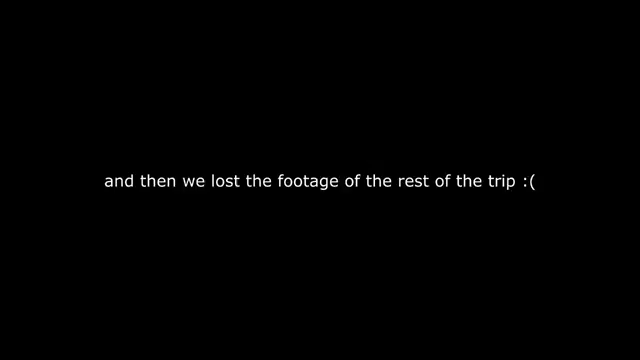 and then we lost the footage of the rest of the trip :(